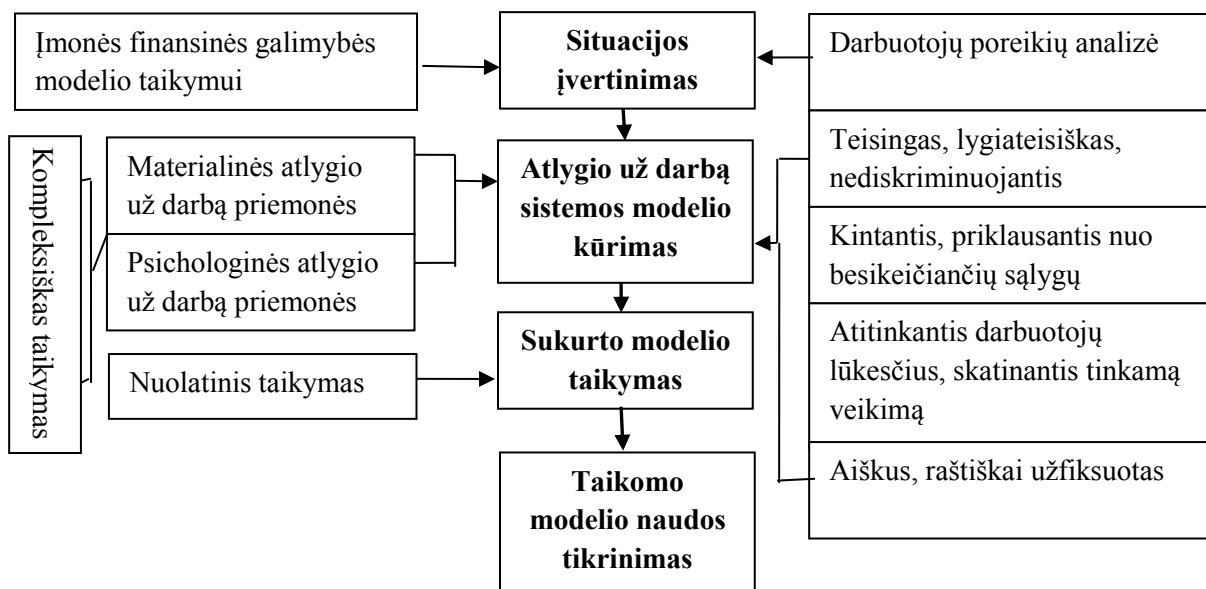 Įmonės finansinės galimybės
modelio taikymui
Situacijos
įvertinimas
Darbuotojų poreikių analizė
Kompleksiškas taikymas
Materialinės atlygio
už darbą priemonės
Psichologinės atlygio
už darbą priemonės
Atlygio už darbą
sistemos modelio
kūrimas
Teisingas, lygiateisiškas,
nediskriminuojantis
Kintantis, priklausantis nuo
besikeičiančių sąlygų
Atitinkantis darbuotojų
lūkesčius, skatinantis tinkamą
veikimą
Aiškus, raštiškai užfiksuotas
Nuolatinis taikymas
Sukurto modelio
taikymas
Taikomo
modelio naudos
tikrinimas